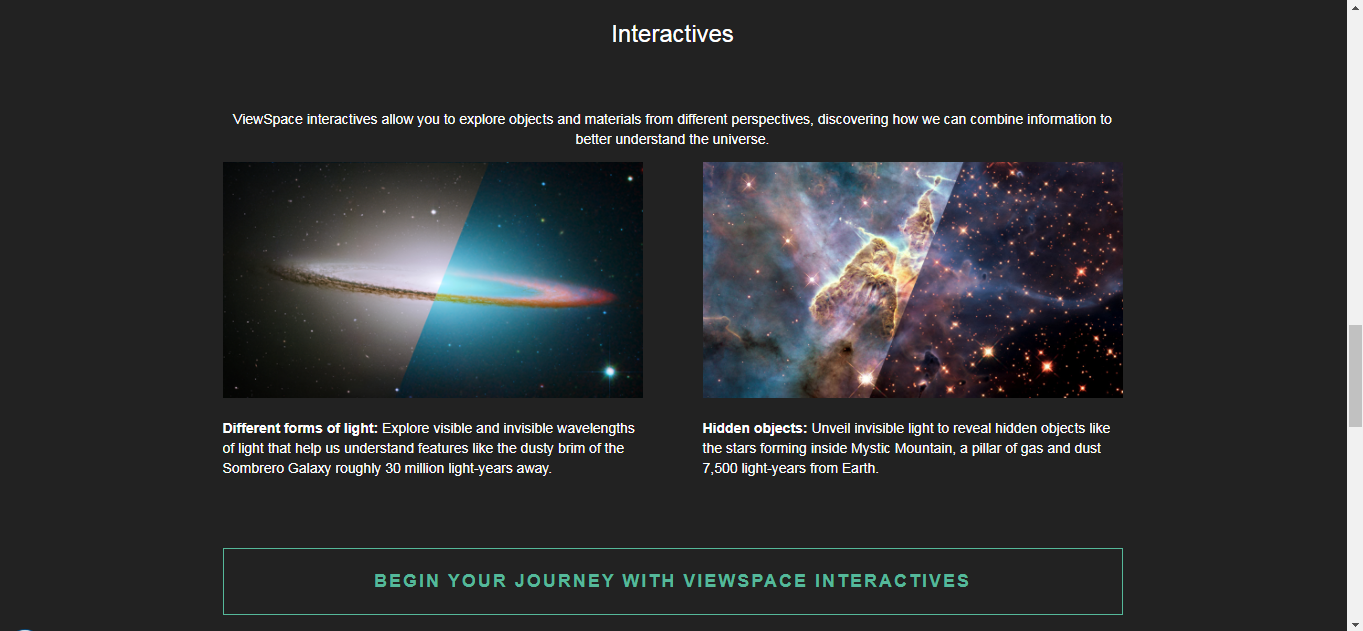 Interactives
ViewSpace interactives allow you to explore objects and materials from different perspectives, discovering how we can combine information to
better understand the universe.
Different forms of light: Explore visible and invisible wavelengths
of light that help us understand features like the dusty brim of the
Sombrero Galaxy roughly 30 million light-years away.
Hidden objects: Unveil invisible light to reveal hidden objects like
the stars forming inside Mystic Mountain, a pillar of gas and dust
7,500 light-years from Earth.
BEGIN YOUR JOURNEY WITH VIEWSPACE INTERACTIVES